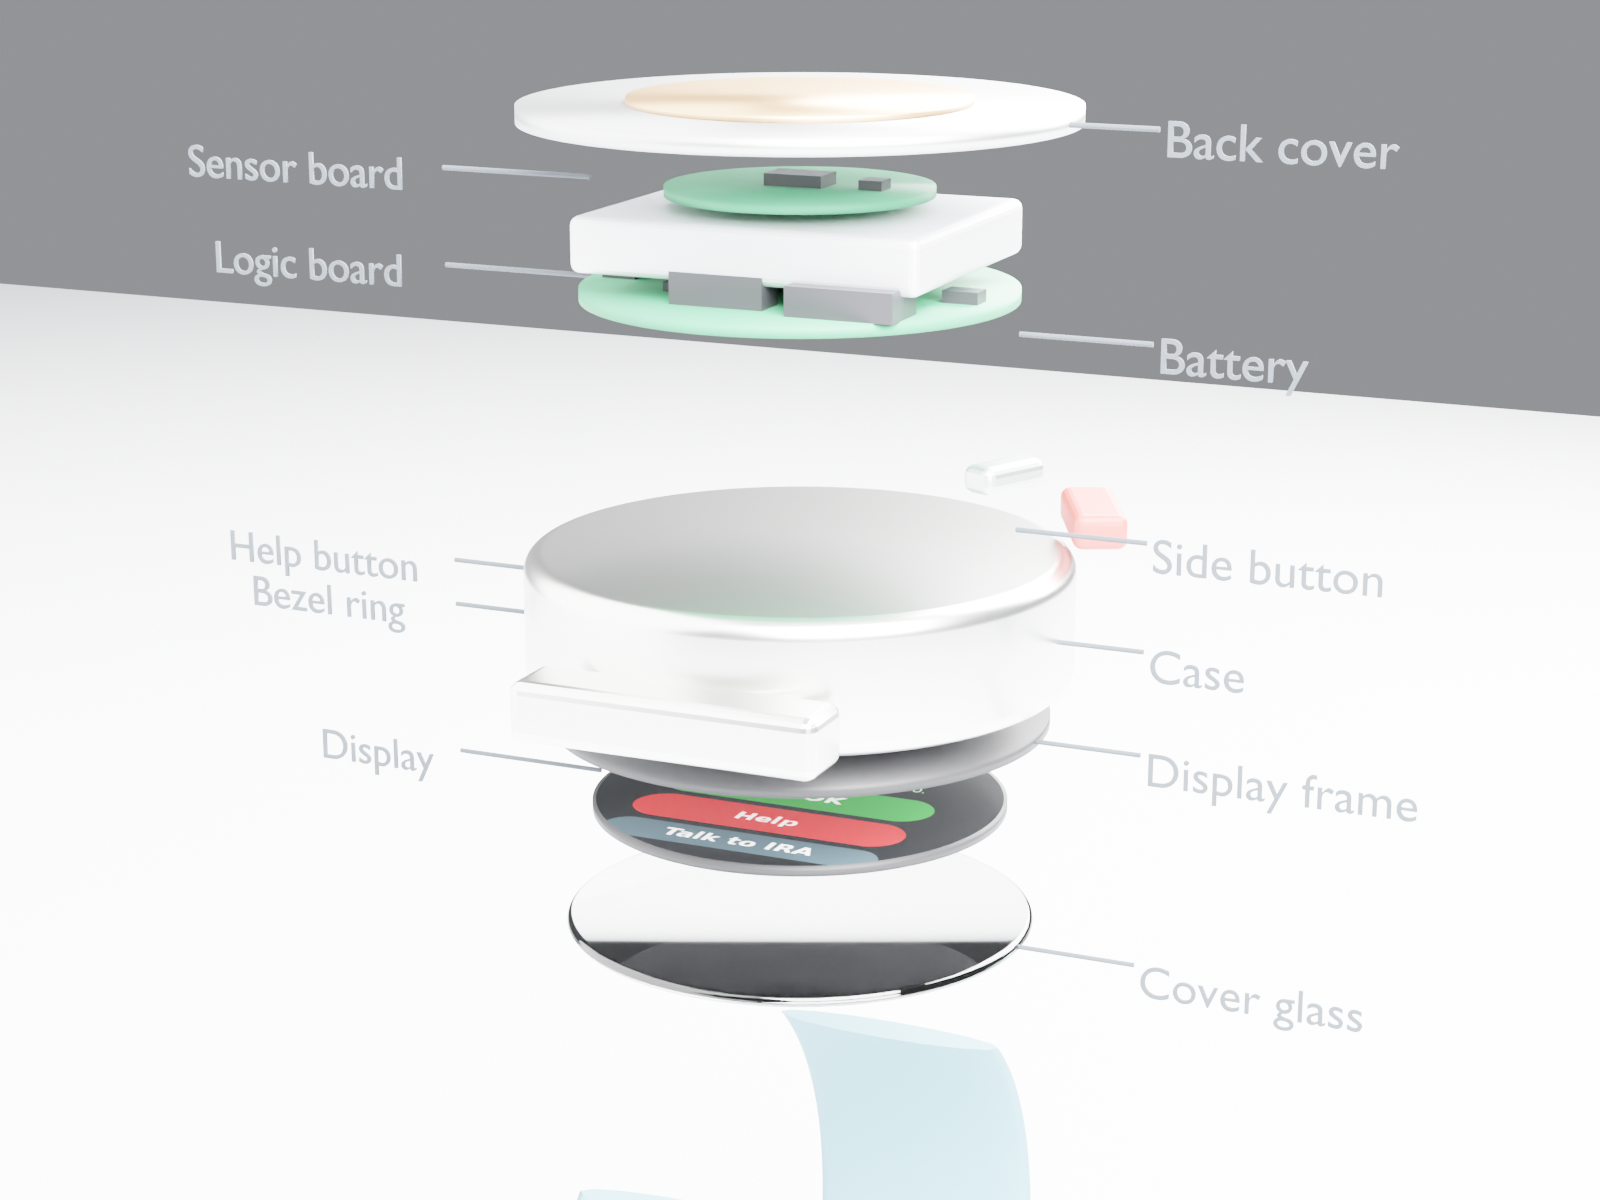 Back cover
Sensor board
Logic board
Battery
Help button
Side button
Bezel ring
Case
Display
Display frame
OK
Help
Talk to IRA
Cover glass